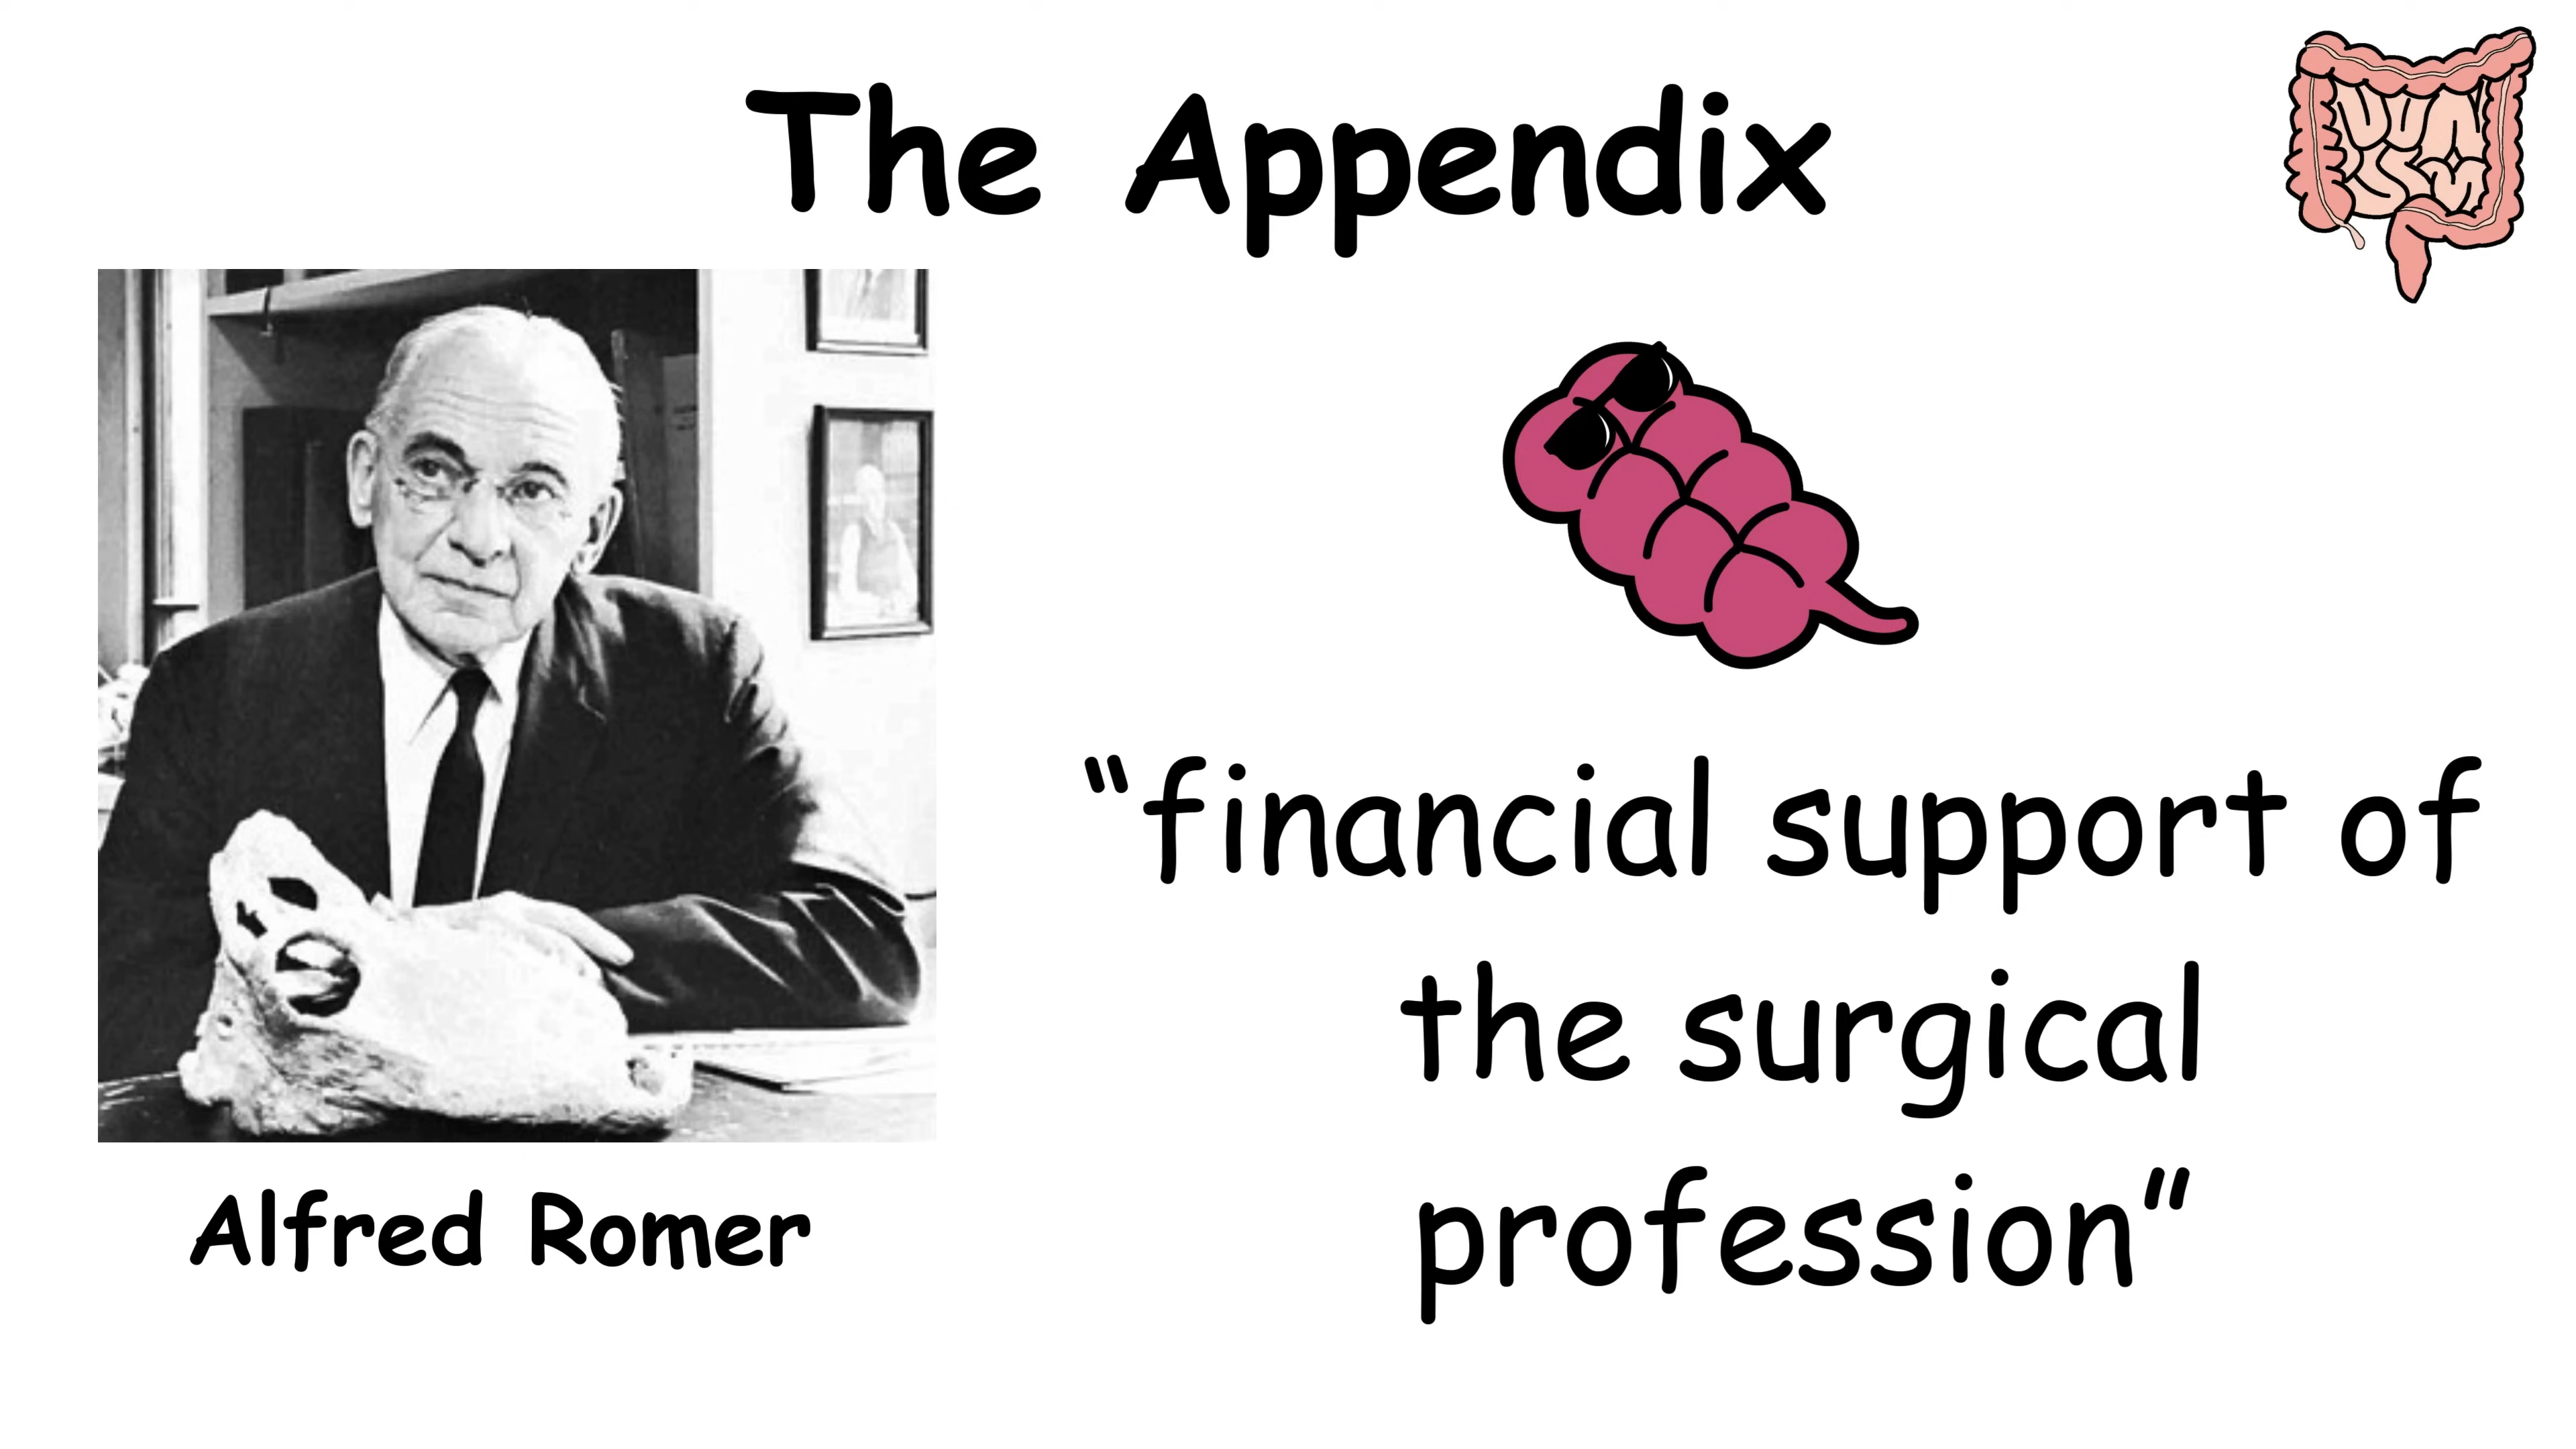 The Appendix
“financial support of
the surgical
profession”
Alfred Romer